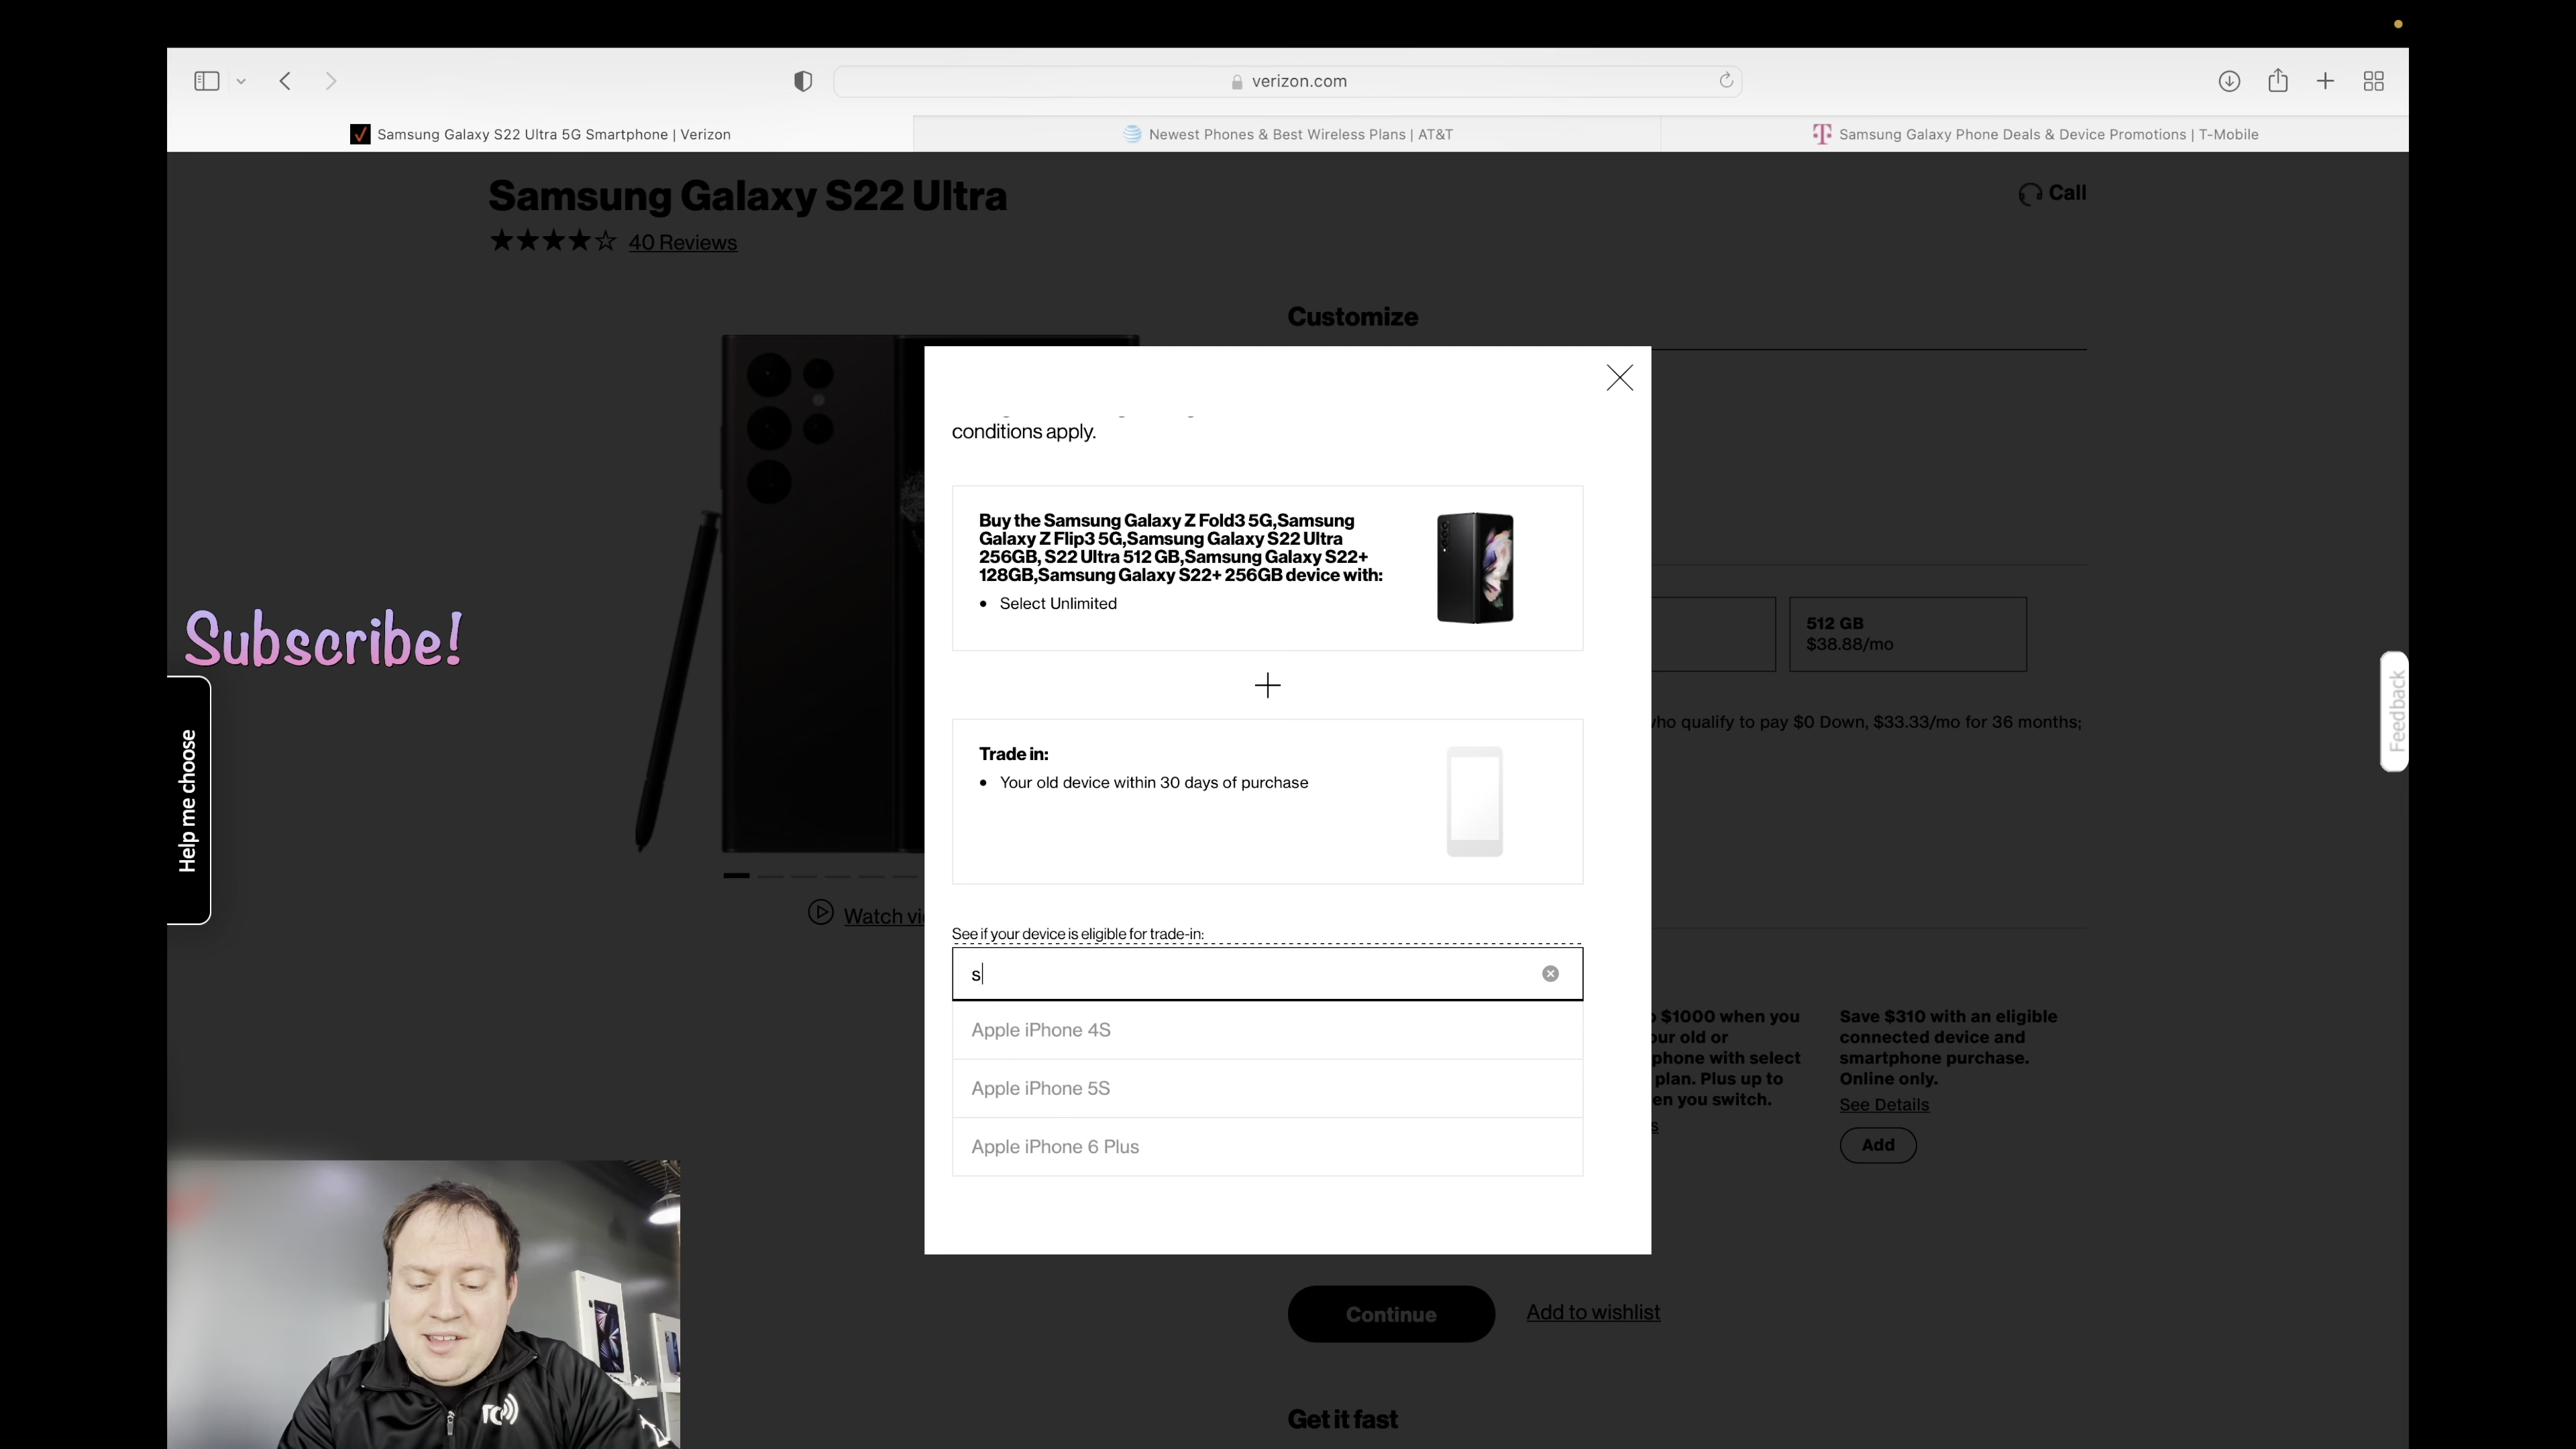 verizon.com
Samsung Galaxy S22 Ultra 5G Smartphone | Verizon
Newest Phones & Best Wireless Plans | AT&T
Samsung Galaxy Phone Deals & Device Promotions | T-Mobile
Samsung Galaxy S22 Ultra
Call
40 Reviews
Customize
conditions apply.
Buy the Samsung Galaxy Z Fold3 5G,Samsung
Galaxy Z Flip3 5G,Samsung Galaxy S22 Ultra
256GB, S22 Ultra 512 GB,Samsung Galaxy S22+
128GB,Samsung Galaxy S22+ 256GB device with:
• Select Unlimited
512 GB
$38.88/mo
Subscribe!
Help me choose
Feedback
who qualify to pay $0 Down, $33.33/mo for 36 months;
Trade in:
• Your old device within 30 days of purchase
Watch vi
See if your device is eligible for trade-in:
s
Apple iPhone 4S
Apple iPhone 5S
Apple iPhone 6 Plus
$1000 when you
our old or
phone with select
plan. Plus up to
en you switch.
s
Save $310 with an eligible
connected device and
smartphone purchase.
Online only.
See Details
Add
Continue
Add to wishlist
Get it fast